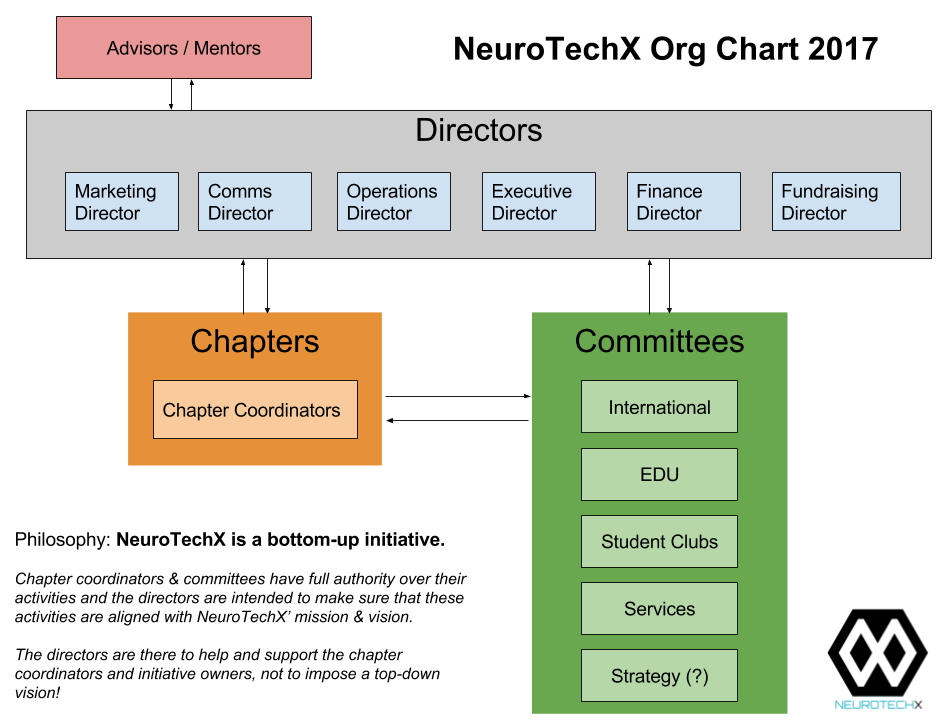 Advisors / Mentors
NeuroTechX Org Chart 2017
Directors
Marketing
Director
Comms
Director
Operations
Director
Executive
Director
Finance
Director
Fundraising
Director
Chapters
Chapter Coordinators
Committees
International
EDU
Student Clubs
Services
Strategy (?)
Philosophy: NeuroTechX is a bottom-up initiative.
Chapter coordinators & committees have full authority over their
activities and the directors are intended to make sure that these
activities are aligned with NeuroTechX' mission & vision.
The directors are there to help and support the chapter
coordinators and initiative owners, not to impose a top-down
vision!
NEUROTECHX